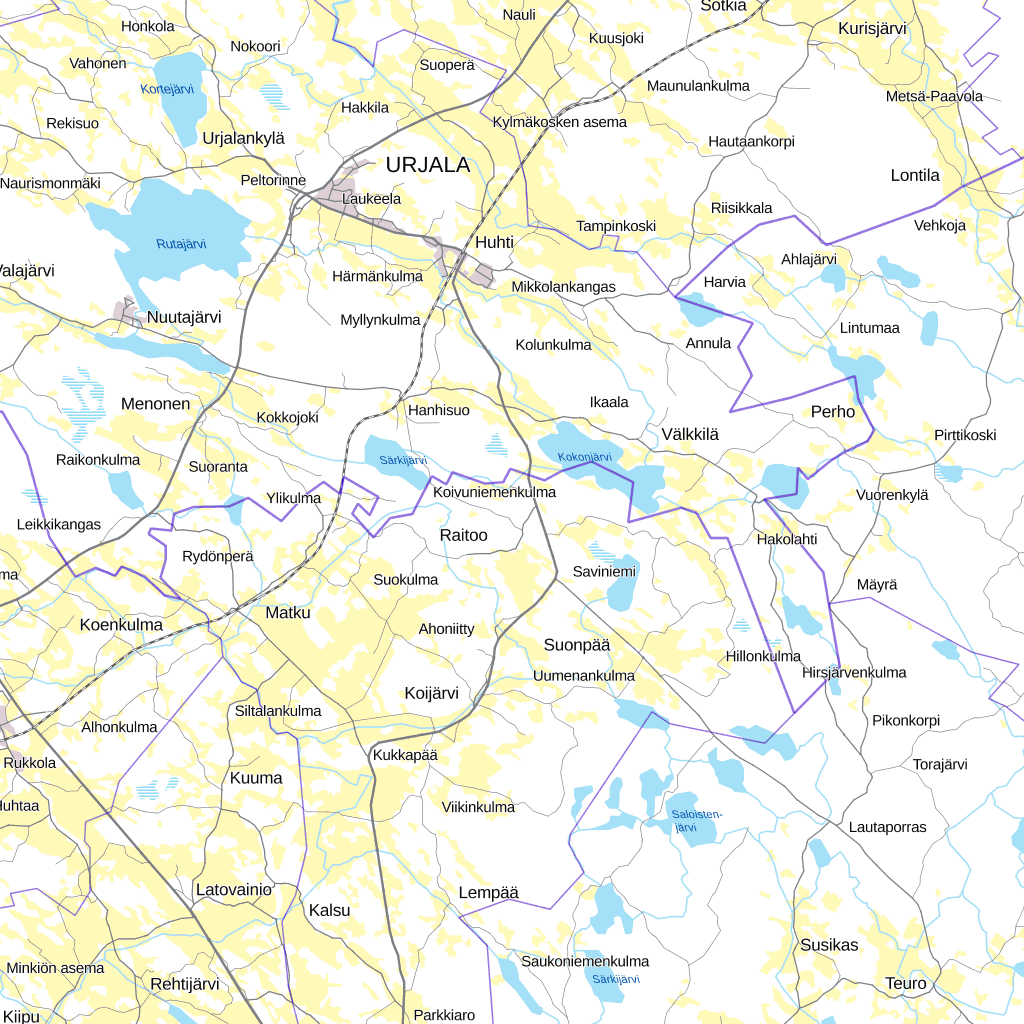 Nauli
Sotkia
Honkola
Kuusjoki
Kurisjärvi
Nokoori
Vahonen
Suoperä
Kortejärvi
Maunulankulma
Metsä-Paavola
Hakkila
Rekisuo
Kylmäkosken asema
Urjalankylä
Hautaankorpi
URJALA
Lontila
Peltorinne
Naurismonmäki
Laukeela
Riisikkala
Tampinkoski
Vehkoja
Rutajärvi
Huhti
Ahlajärvi
Valajärvi
Härmänkulma
Harvia
Mikkolankangas
Nuutajärvi
Myllynkulma
Lintumaa
Kolunkulma
Annula
Menonen
Ikaala
Hanhisuo
Perho
Kokkojoki
Välkkilä
Pirttikoski
Raikonkulma
Särkijärvi
Kokonjärvi
Suoranta
Ylikulma
Koivuniemenkulma
Vuorenkylä
Leikkikangas
Raitoo
Hakolahti
Rydönperä
Saviniemi
ma
Suokulma
Mäyrä
Matku
Koenkulma
Ahoniitty
Suonpää
Hillonkulma
Uumenankulma
Hirsjärvenkulma
Koijärvi
Siltalankulma
Pikonkorpi
Alhonkulma
Kukkapää
Rukkola
Torajärvi
Kuuma
Huhtaa
Viikinkulma
Saloisten-
järvi
Lautaporras
Latovainio
Lempää
Kalsu
Susikas
Saukoniemenkulma
Minkiön asema
Särkijärvi
Rehtijärvi
Teuro
Kiipu
Parkkiaro